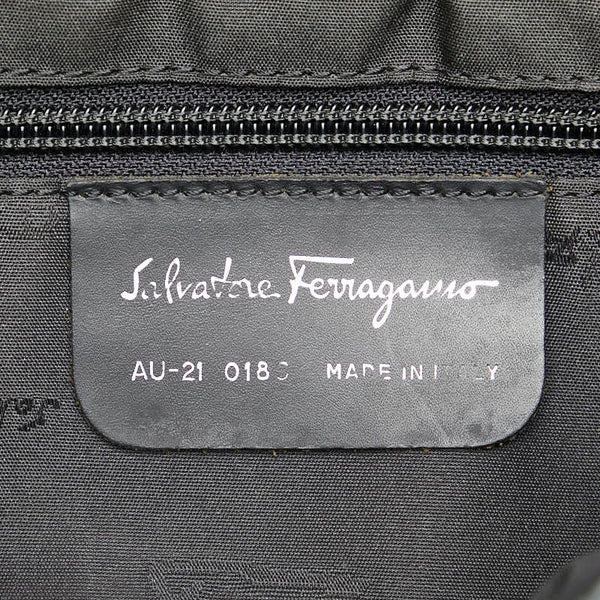 Salvatore Ferragamo
AU-21 MADE IN ITALY